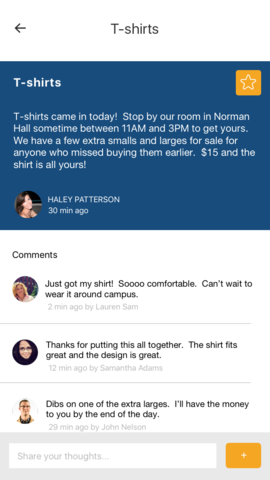 T-shirts
T-shirts
T-shirts came in today!  Stop by our room in Norman
Hall sometime between 11AM and 3PM to get yours.
We have a few extra smalls and larges for sale for
anyone who missed buying them earlier.  $15 and the
shirt is all yours!
HALEY PATTERSON
30 min ago
Comments
Just got my shirt!  Soooo comfortable.  Can't wait to
wear it around campus.
2 min ago by Lauren Sam
Thanks for putting this all together.  The shirt fits
great and the design is great.
12 min ago by Samantha Adams
Dibs on one of the extra larges.  I'll have the money
to you by the end of the day.
29 min ago by John Nelson
Share your thoughts...
+